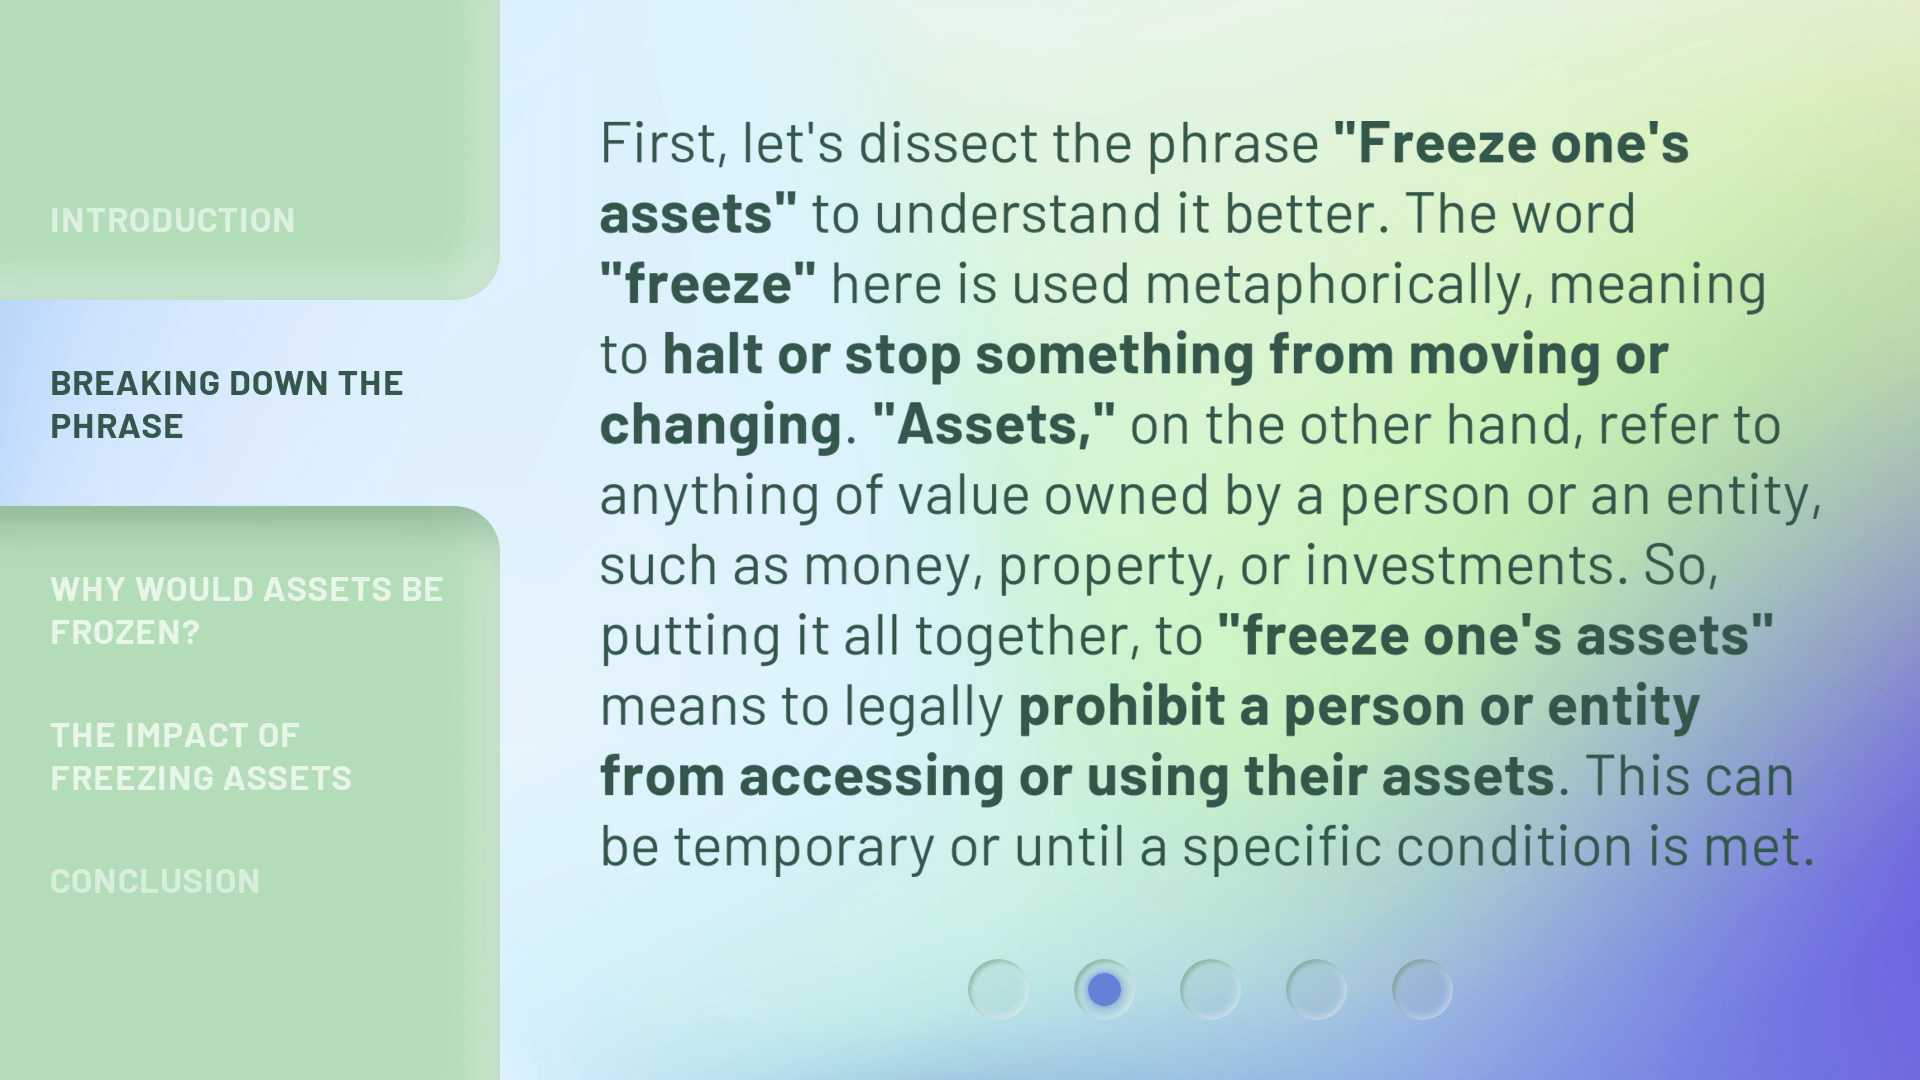 INTRODUCTION
BREAKING DOWN THE
PHRASE
WHY WOULD ASSETS BE
FROZEN?
THE IMPACT OF
FREEZING ASSETS
CONCLUSION
First, let's dissect the phrase "Freeze one's
assets" to understand it better. The word
"freeze" here is used metaphorically, meaning
to halt or stop something from moving or
changing. "Assets," on the other hand, refer to
anything of value owned by a person or an entity,
such as money, property, or investments. So,
putting it all together, to "freeze one's assets"
means to legally prohibit a person or entity
from accessing or using their assets. This can
be temporary or until a specific condition is met.